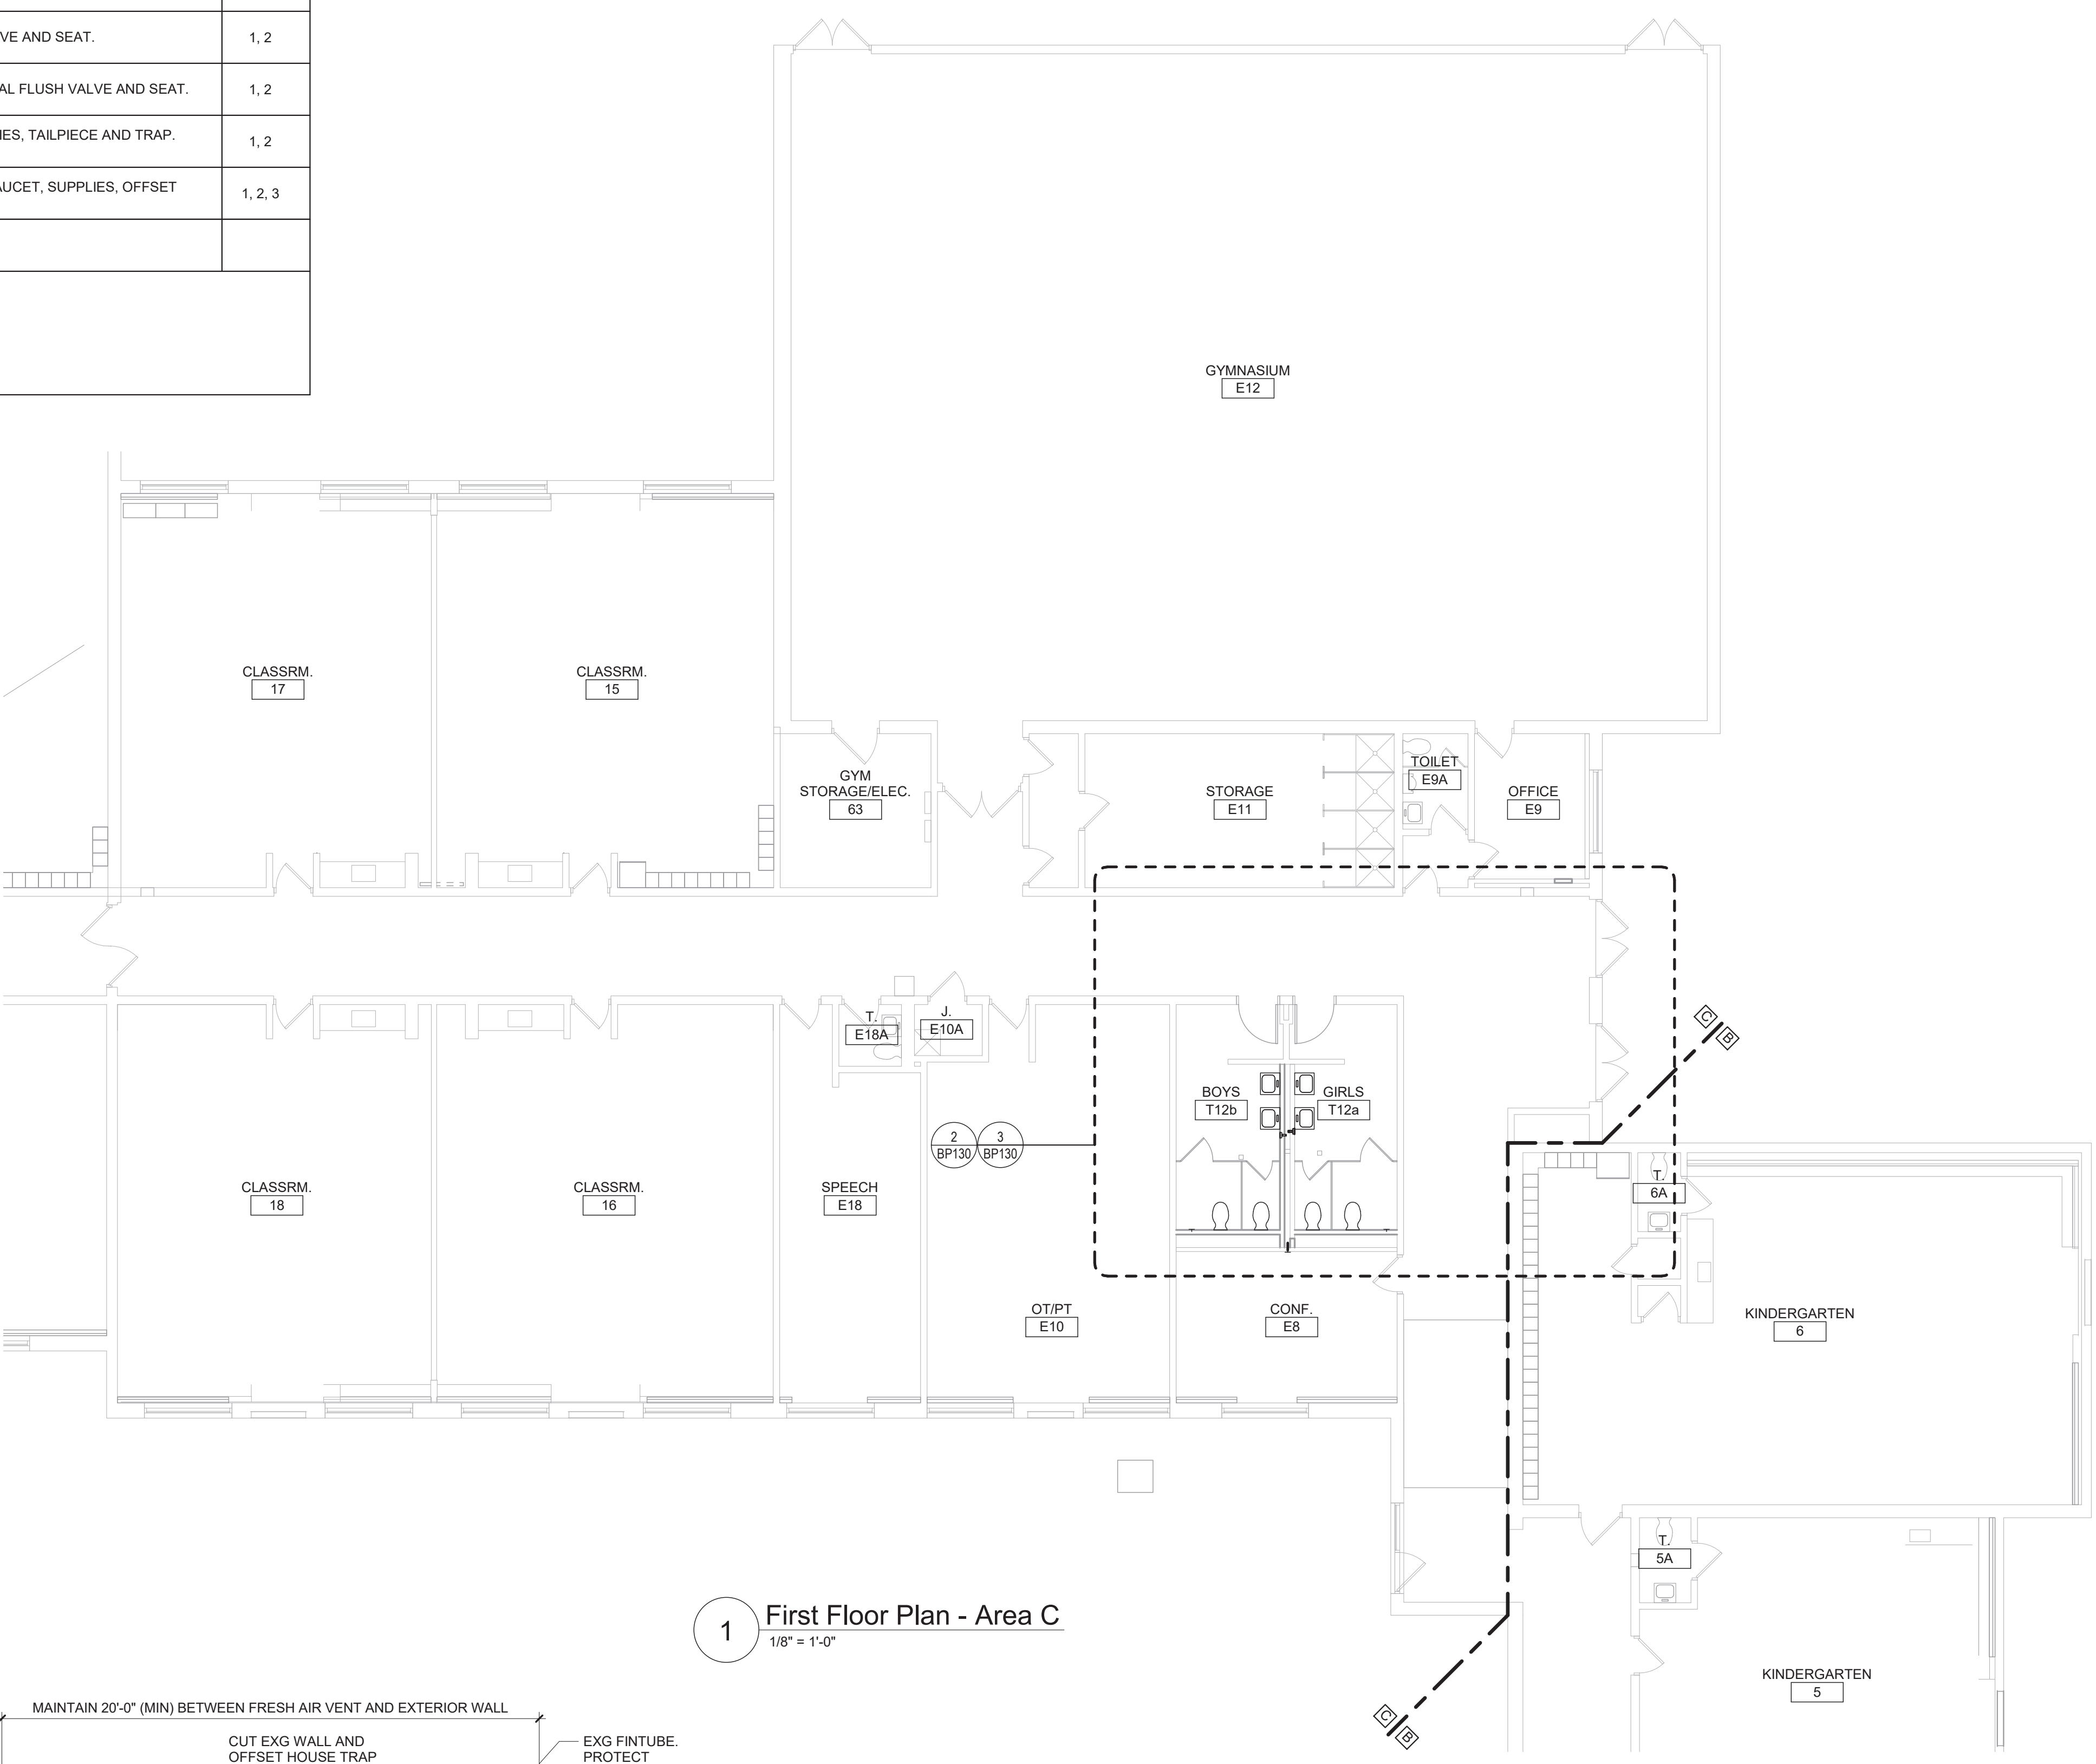 VE AND SEAT.
1, 2
AL FLUSH VALVE AND SEAT.
1, 2
IES, TAILPIECE AND TRAP.
1, 2
AUCET, SUPPLIES, OFFSET
1, 2, 3
GYMNASIUM
E12
CLASSRM.
17
CLASSRM.
15
GYM
STORAGE/ELEC.
63
STORAGE
E11
TOILET
E9A
OFFICE
E9
T.
E18A
J.
E10A
BOYS
T12b
GIRLS
T12a
C
B
2
BP130
3
BP130
CLASSRM.
18
CLASSRM.
16
SPEECH
E18
T.
6A
OT/PT
E10
CONF.
E8
KINDERGARTEN
6
T.
5A
1
First Floor Plan - Area C
1/8" = 1'-0"
KINDERGARTEN
5
C
B
MAINTAIN 20'-0" (MIN) BETWEEN FRESH AIR VENT AND EXTERIOR WALL
CUT EXG WALL AND
OFFSET HOUSE TRAP
EXG FINTUBE.
PROTECT